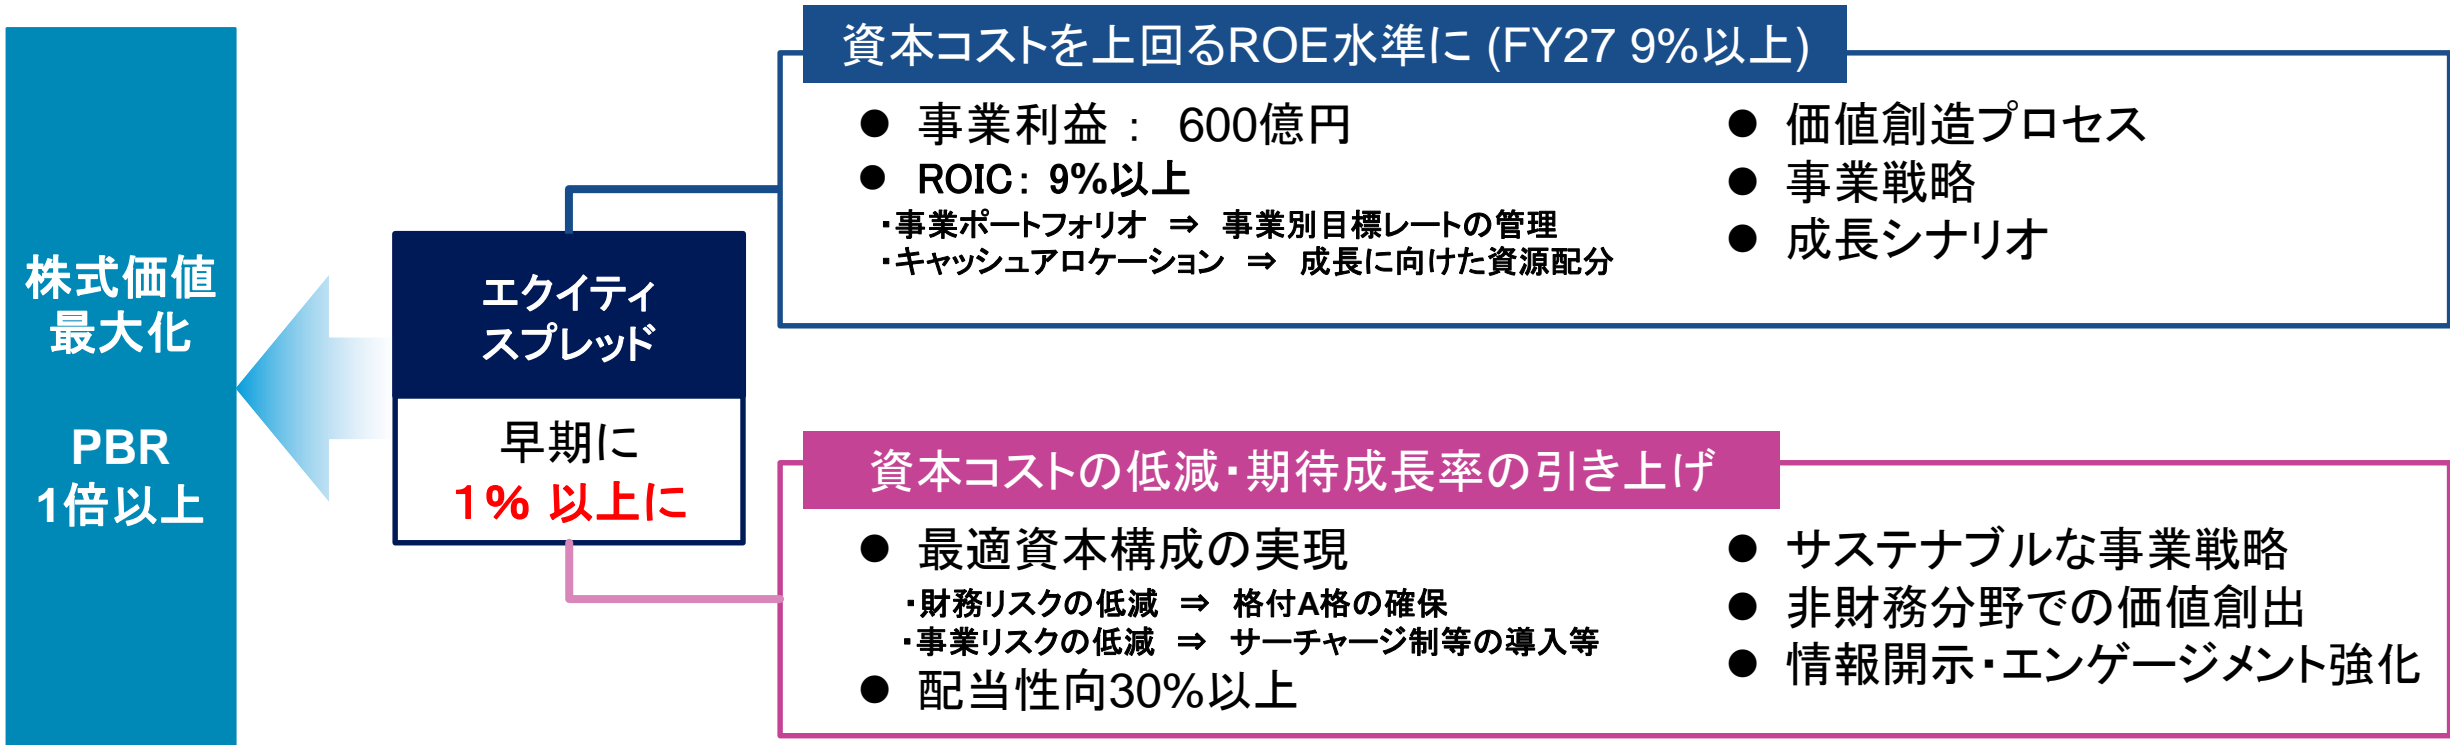 株式価値
最大化
PBR
1倍以上
エクイティ
スプレッド
早期に
1% 以上に
資本コストを上回るROE水準に (FY27 9%以上)
● 事業利益： 600億円
● ROIC： 9%以上
・事業ポートフォリオ ⇒ 事業別目標レートの管理
・キャッシュアロケーション ⇒ 成長に向けた資源配分
● 価値創造プロセス
● 事業戦略
● 成長シナリオ
資本コストの低減・期待成長率の引き上げ
● 最適資本構成の実現
・財務リスクの低減 ⇒ 格付A格の確保
・事業リスクの低減 ⇒ サーチャージ制等の導入等
● 配当性向30%以上
● サステナブルな事業戦略
● 非財務分野での価値創出
● 情報開示・エンゲージメント強化